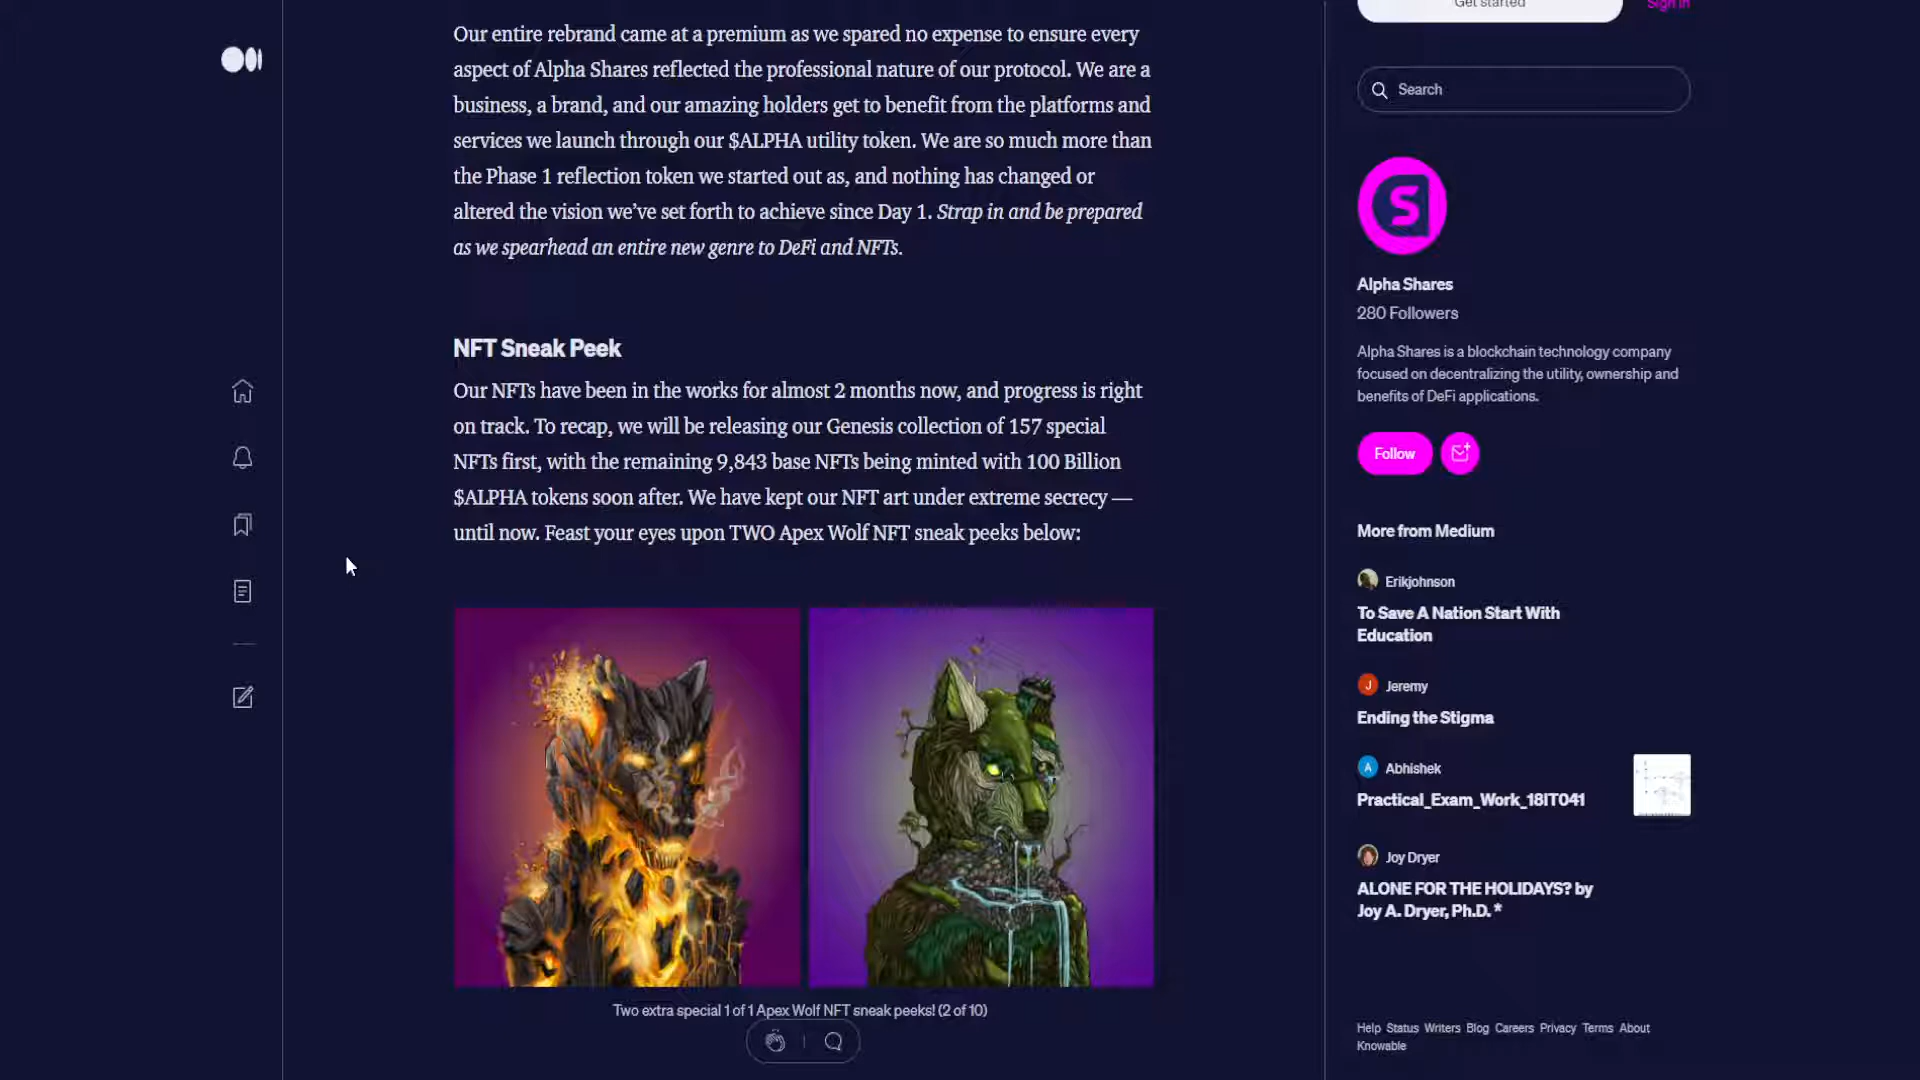 Our entire rebrand came at a premium as we spared no expense to ensure every
aspect of Alpha Shares reflected the professional nature of our protocol. We are a
business, a brand, and our amazing holders get to benefit from the platforms and
services we launch through our $ALPHA utility token. We are so much more than
the Phase 1 reflection token we started out as, and nothing has changed or
altered the vision we’ve set forth to achieve since Day 1. Strap in and be prepared
as we spearhead an entire new genre to DeFi and NFTs.
NFT Sneak Peek
Our NFTs have been in the works for almost 2 months now, and progress is right
on track. To recap, we will be releasing our Genesis collection of 157 special
NFTs first, with the remaining 9,843 base NFTs being minted with 100 Billion
$ALPHA tokens soon after. We have kept our NFT art under extreme secrecy —
until now. Feast your eyes upon TWO Apex Wolf NFT sneak peeks below:
Two extra special 1 of 1 Apex Wolf NFT sneak peeks! (2 of 10)
Get started
Sign In
Search
S
Alpha Shares
280 Followers
Alpha Shares is a blockchain technology company
focused on decentralizing the utility, ownership and
benefits of DeFi applications.
Follow
More from Medium
Erikjohnson
To Save A Nation Start With
Education
J Jeremy
Ending the Stigma
A Abhishek
Practical_Exam_Work_18IT041
Joy Dryer
ALONE FOR THE HOLIDAYS? by
Joy A. Dryer, Ph.D. *
Help Status Writers Blog Careers Privacy Terms About
Knowable